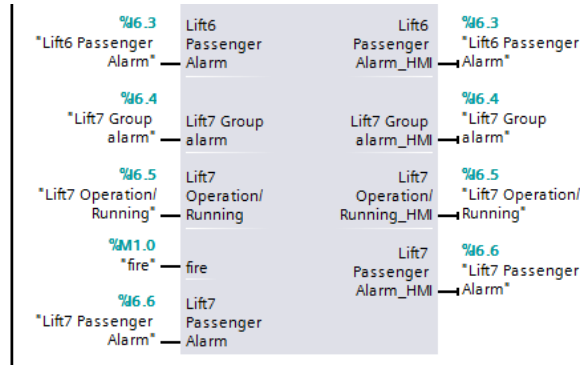 %I6.3
"Lift6 Passenger
Alarm"
Lift6
Passenger
Alarm
Lift6
Passenger
Alarm_HMI
%I6.3
"Lift6 Passenger
Alarm"
%I6.4
"Lift7 Group
alarm"
Lift7 Group
alarm
Lift7 Group
alarm_HMI
%I6.4
"Lift7 Group
alarm"
%I6.5
"Lift7 Operation/
Running"
Lift7
Operation/
Running
Lift7
Operation/
Running_HMI
%I6.5
"Lift7 Operation/
Running"
%M1.0
"fire"
fire
Lift7
Passenger
Alarm_HMI
%I6.6
"Lift7 Passenger
Alarm"
%I6.6
"Lift7 Passenger
Alarm"
Lift7
Passenger
Alarm